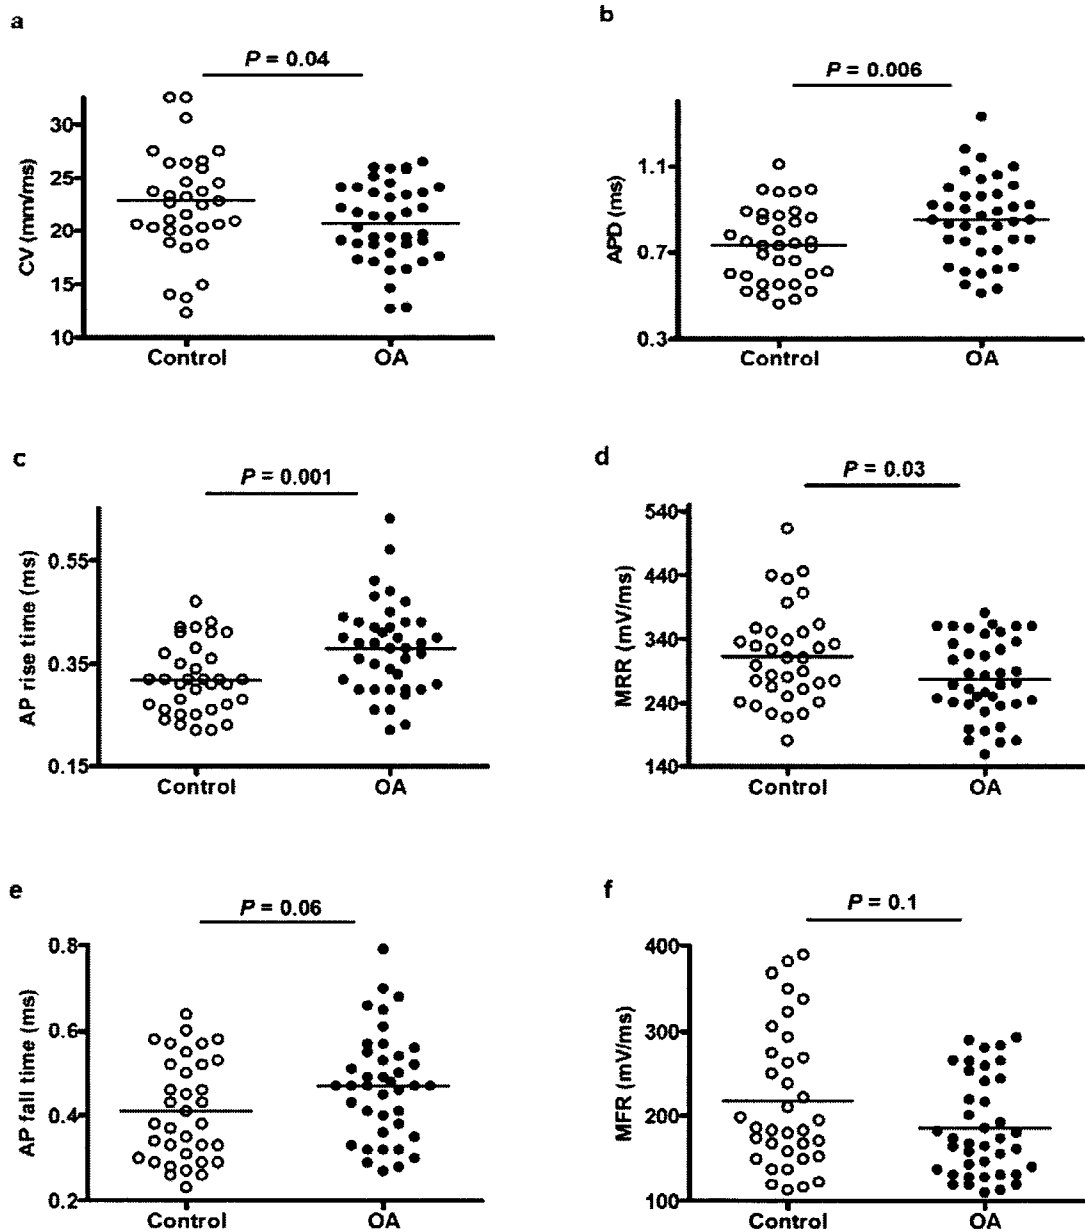 a
P = 0.04
CV (mm/ms)
30
25
20
15
10
Control
OA
b
P = 0.006
APD (ms)
1.1
0.7
0.3
Control
OA
c
P = 0.001
AP rise time (ms)
0.55
0.35
0.15
Control
OA
d
P = 0.03
MRR (mV/ms)
540
440
340
240
140
Control
OA
e
P = 0.06
AP fall time (ms)
0.8
0.6
0.4
0.2
Control
OA
f
P = 0.1
MFR (mV/ms)
400
300
200
100
Control
OA